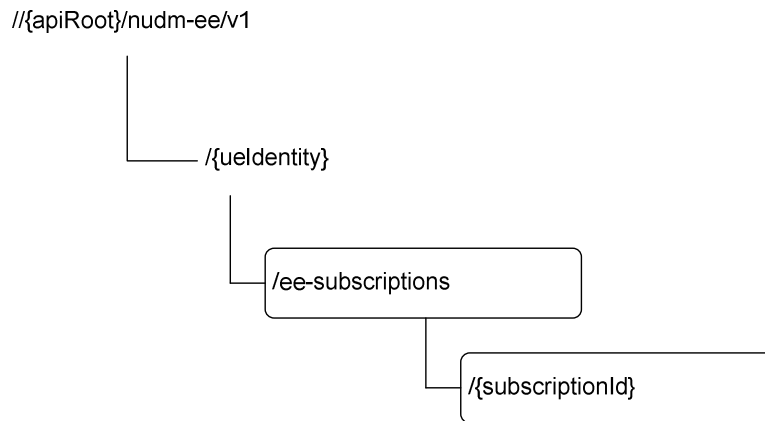 //{apiRoot}/nudm-ee/v1
/{ueIdentity}
/ee-subscriptions
/{subscriptionId}